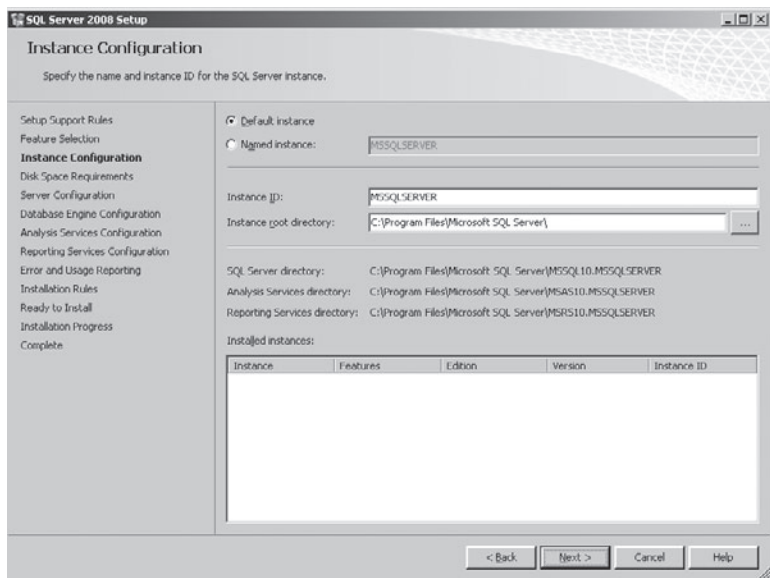 SQL Server 2008 Setup
Instance Configuration
Specify the name and instance ID for the SQL Server instance.
Setup Support Rules
Feature Selection
Instance Configuration
Disk Space Requirements
Server Configuration
Database Engine Configuration
Analysis Services Configuration
Reporting Services Configuration
Error and Usage Reporting
Installation Rules
Ready to Install
Installation Progress
Complete
Default instance
Named instance: MSSQLSERVER
Instance ID: MSSQLSERVER
Instance root directory: C:\Program Files\Microsoft SQL Server\ ...
SQL Server directory: C:\Program Files\Microsoft SQL Server\MSSQL10.MSSQLSERVER
Analysis Services directory: C:\Program Files\Microsoft SQL Server\MSAS10.MSSQLSERVER
Reporting Services directory: C:\Program Files\Microsoft SQL Server\MSRS10.MSSQLSERVER
Installed instances:
Instance Features Edition Version Instance ID
< Back Next > Cancel Help